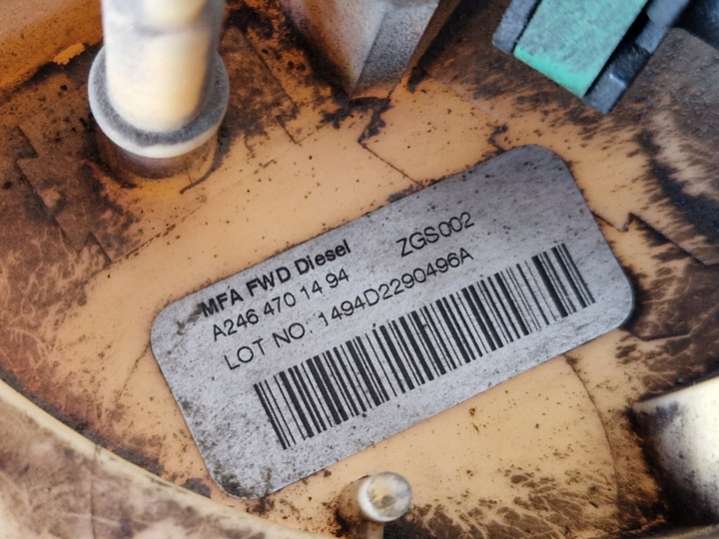 MFA FWD Diesel ZGS002
A246 470 14 94
LOT NO: 1494D2290496A